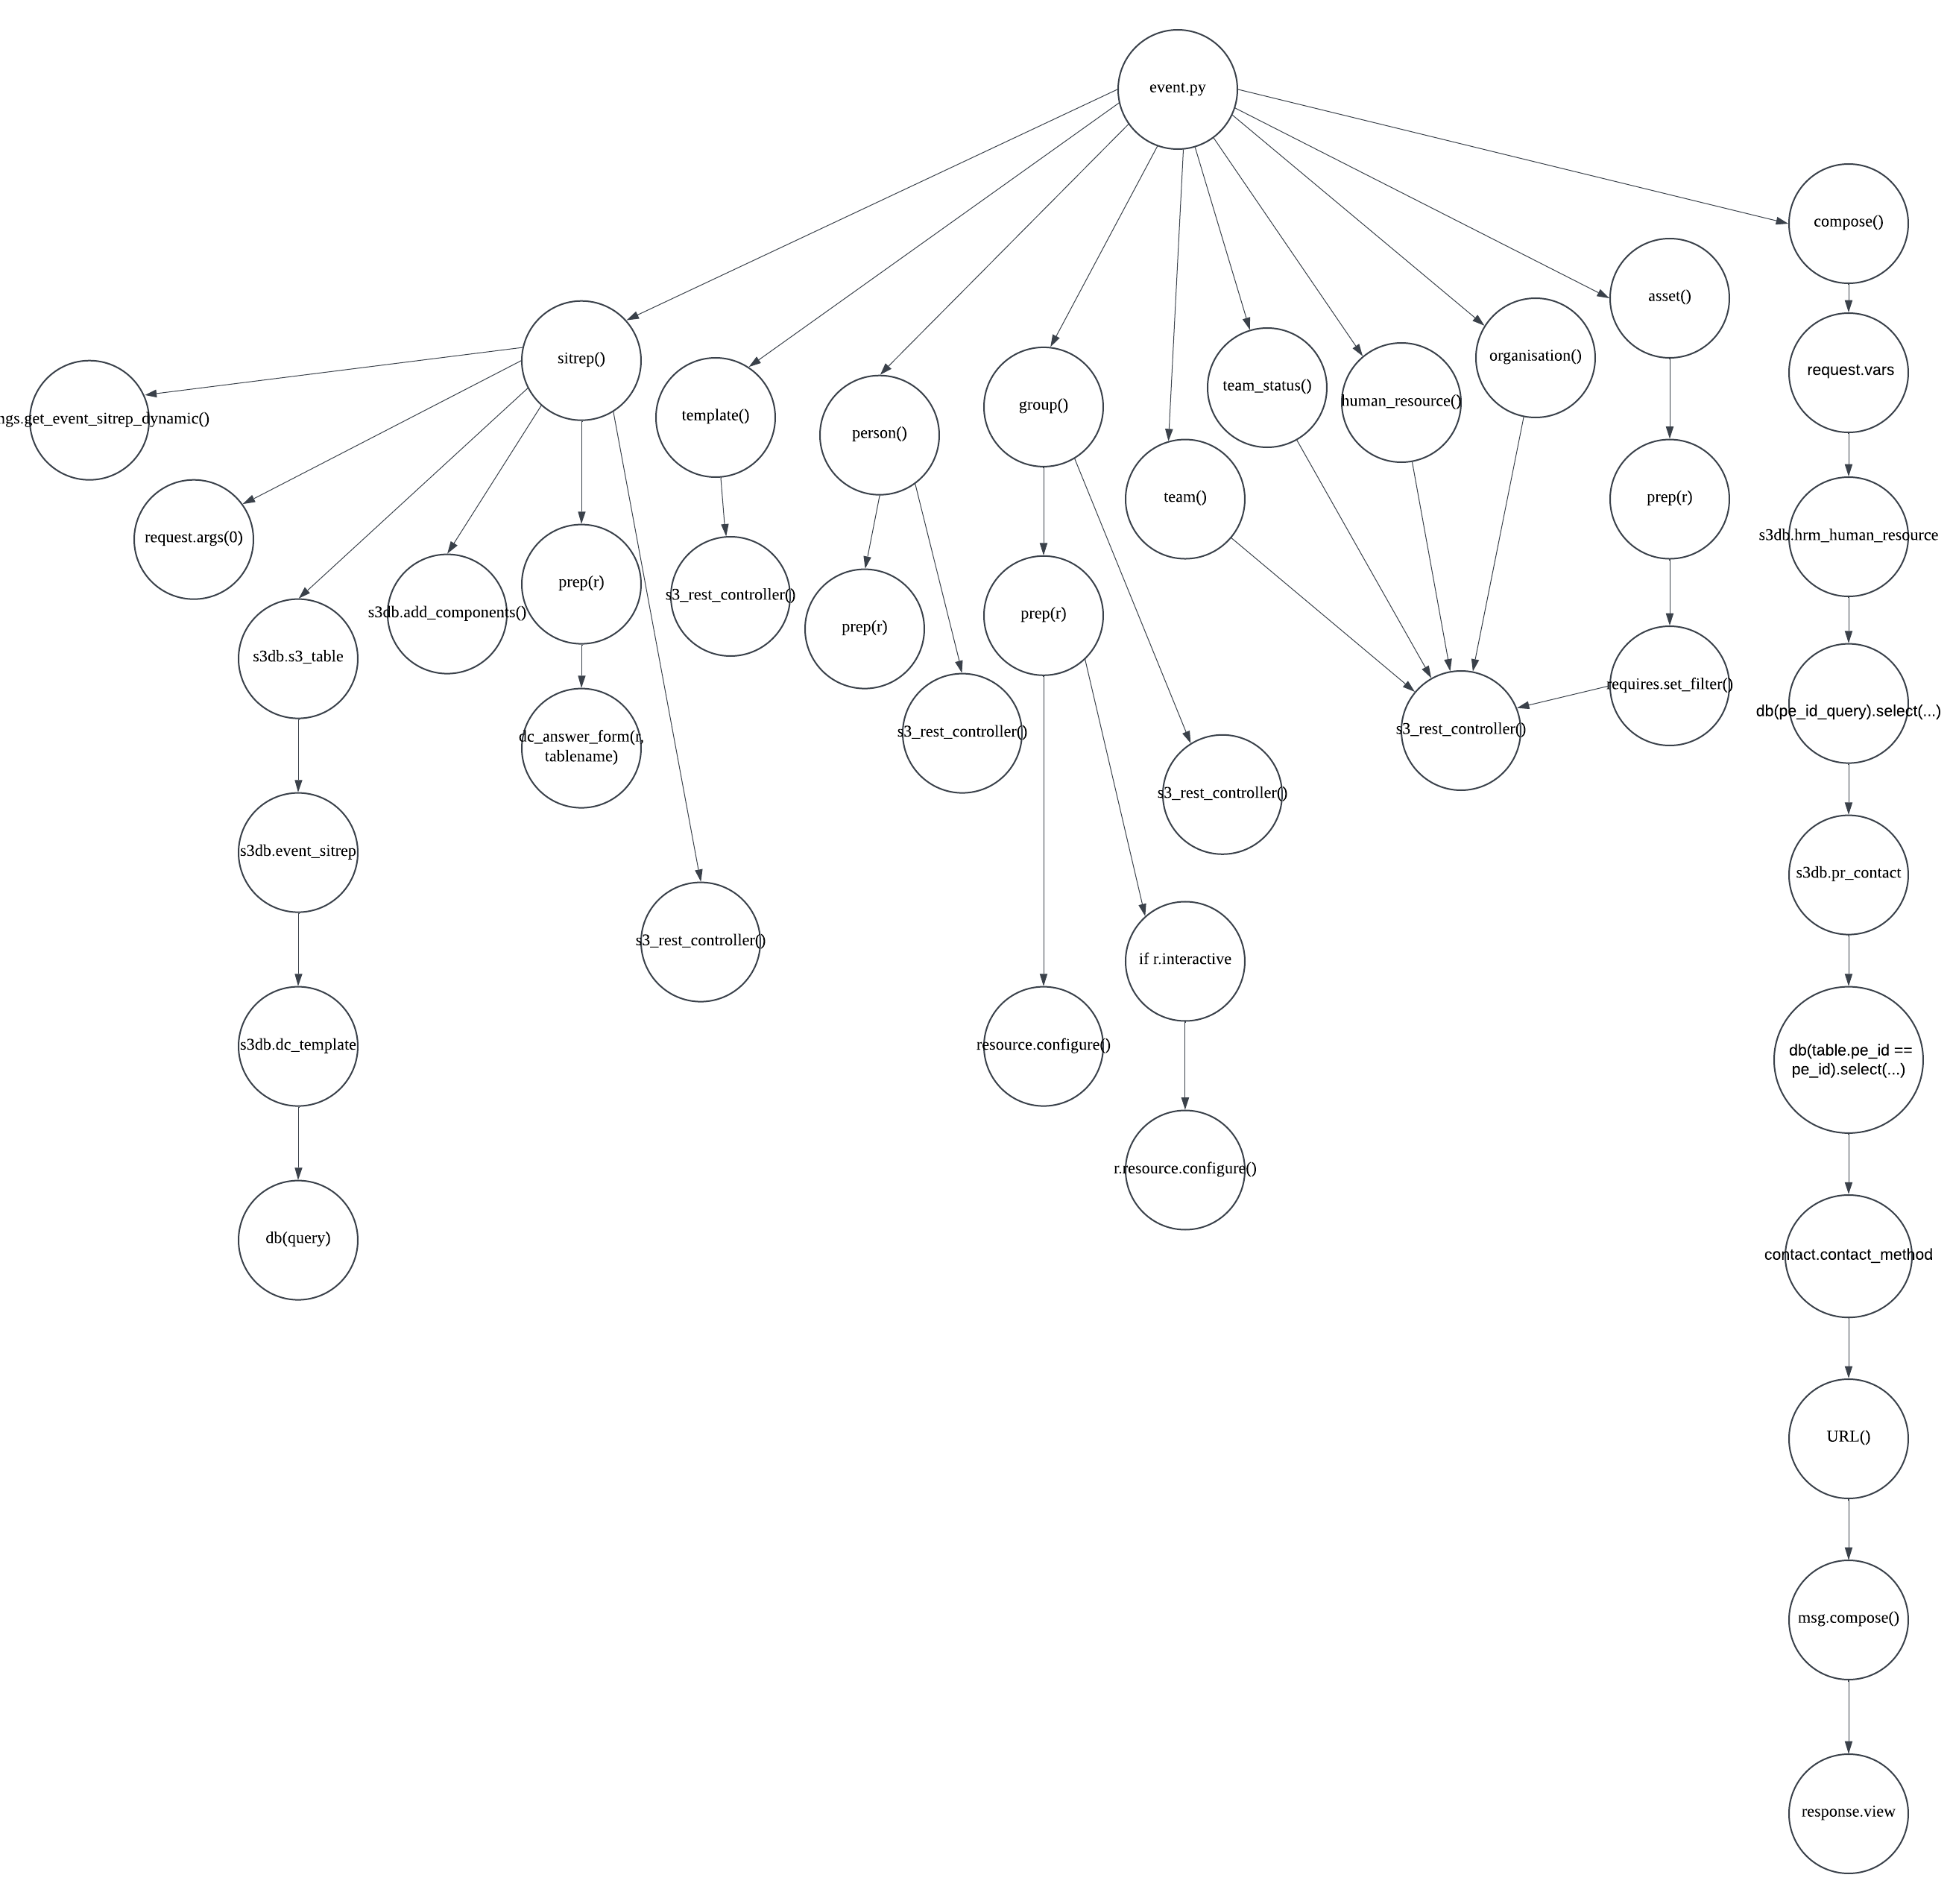 event.py
compose()
asset()
sitrep()
organisation()
request.vars
team_status()
human_resource()
group()
template()
ngs.get_event_sitrep_dynamic()
person()
team()
prep(r)
s3db.hrm_human_resource
request.args(0)
prep(r)
s3_rest_controller()
s3db.add_components()
prep(r)
prep(r)
s3db.s3_table
requires.set_filter()
db(pe_id_query).select(...)
s3_rest_controller()
s3_rest_controller()
dc_answer_form(r,
tablename)
s3_rest_controller()
s3db.event_sitrep
s3db.pr_contact
s3_rest_controller()
if r.interactive
s3db.dc_template
resource.configure()
db(table.pe_id ==
pe_id).select(...)
r.resource.configure()
db(query)
contact.contact_method
URL()
msg.compose()
response.view